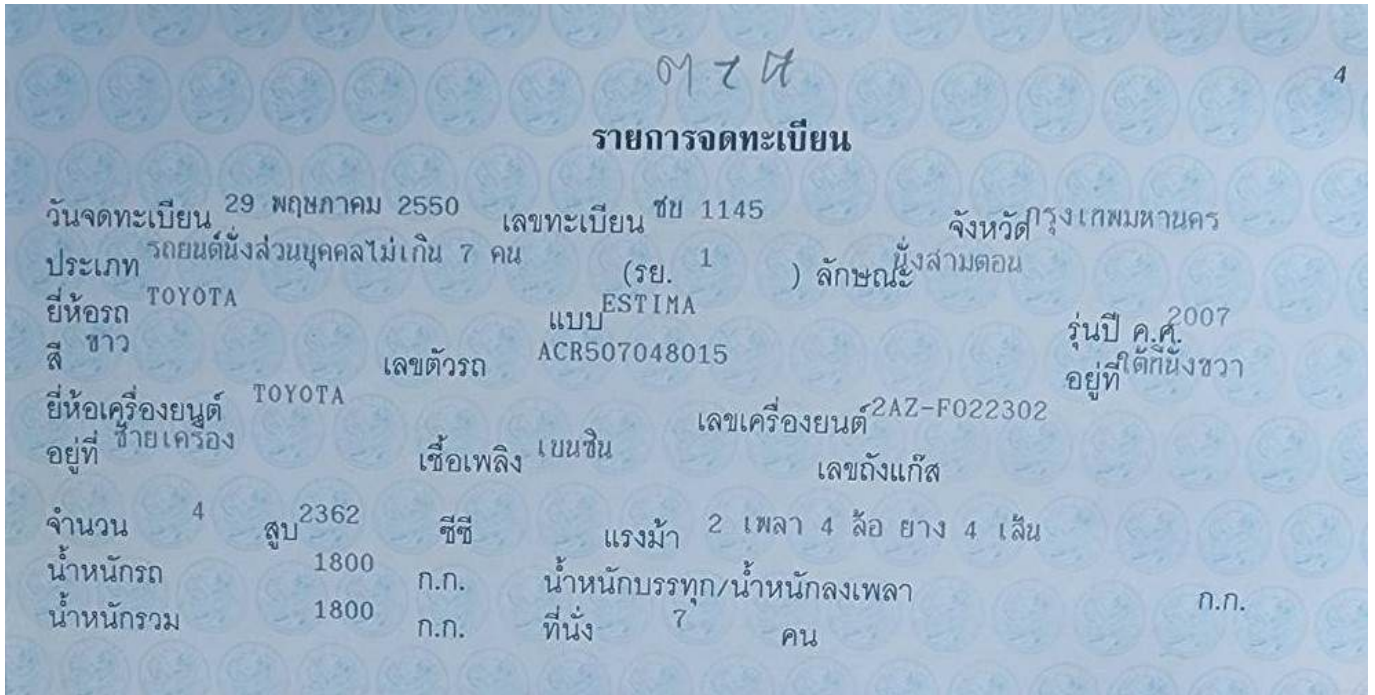 4
รายการจดทะเบียน
วันจดทะเบียน 29 พฤษภาคม 2550 เลขทะเบียน ชบ 1145 จังหวัด กรุงเทพมหานคร
ประเภท รถยนต์นั่งส่วนบุคคลไม่เกิน 7 คน (รย. 1 ) ลักษณะ นั่งสามตอน
ยี่ห้อรถ TOYOTA แบบ ESTIMA รุ่นปี ค.ศ. 2007
สี ขาว เลขตัวรถ ACR507048015 อยู่ที่ ใต้ที่นั่งขวา
ยี่ห้อเครื่องยนต์ TOYOTA เลขเครื่องยนต์ 2AZ-F022302
อยู่ที่ ซ้ายเครื่อง เชื้อเพลิง เบนซิน เลขถังแก๊ส
จำนวน 4 สูบ 2362 ซีซี แรงม้า 2 เพลา 4 ล้อ ยาง 4 เส้น
น้ำหนักรถ 1800 ก.ก. น้ำหนักบรรทุก/น้ำหนักลงเพลา ก.ก.
น้ำหนักรวม 1800 ก.ก. ที่นั่ง 7 คน